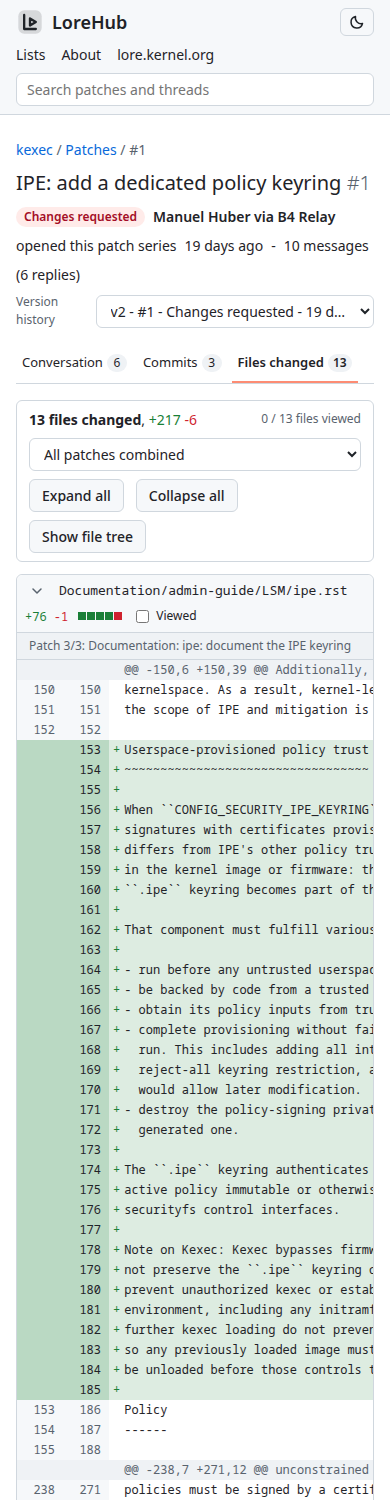 LoreHub
Lists About lore.kernel.org
Search patches and threads
kexec / Patches / #1
IPE: add a dedicated policy keyring #1
Changes requested Manuel Huber via B4 Relay
opened this patch series 19 days ago - 10 messages
(6 replies)
Version history
v2 - #1 - Changes requested - 19 d...
Conversation 6 Commits 3 Files changed 13
13 files changed, +217 -6 0 / 13 files viewed
All patches combined
Expand all Collapse all
Show file tree
Documentation/admin-guide/LSM/ipe.rst
+76 -1 Viewed
Patch 3/3: Documentation: ipe: document the IPE keyring
@@ -150,6 +150,39 @@ Additionally,
150 150 kernelspace. As a result, kernel-le
151 151 the scope of IPE and mitigation is
152 152
153 + Userspace-provisioned policy trust
154 + ~~~~~~~~~~~~~~~~~~~~~~~~~~~~~~~~~~
155 +
156 + When ``CONFIG_SECURITY_IPE_KEYRING`
157 + signatures with certificates provis
158 + differs from IPE's other policy tru
159 + in the kernel image or firmware: th
160 + ``.ipe`` keyring becomes part of th
161 +
162 + That component must fulfill various
163 +
164 + - run before any untrusted userspac
165 + - be backed by code from a trusted
166 + - obtain its policy inputs from tru
167 + - complete provisioning without fai
168 + run. This includes adding all int
169 + reject-all keyring restriction, a
170 + would allow later modification.
171 + - destroy the policy-signing privat
172 + generated one.
173 +
174 + The ``.ipe`` keyring authenticates
175 + active policy immutable or otherwis
176 + securityfs control interfaces.
177 +
178 + Note on Kexec: Kexec bypasses firmw
179 + not preserve the ``.ipe`` keyring o
180 + prevent unauthorized kexec or estab
181 + environment, including any initramf
182 + further kexec loading do not preven
183 + so any previously loaded image must
184 + be unloaded before those controls t
185 +
153 186 Policy
154 187 ------
155 188
@@ -238,7 +271,12 @@ unconstrained
238 271 policies must be signed by a certif